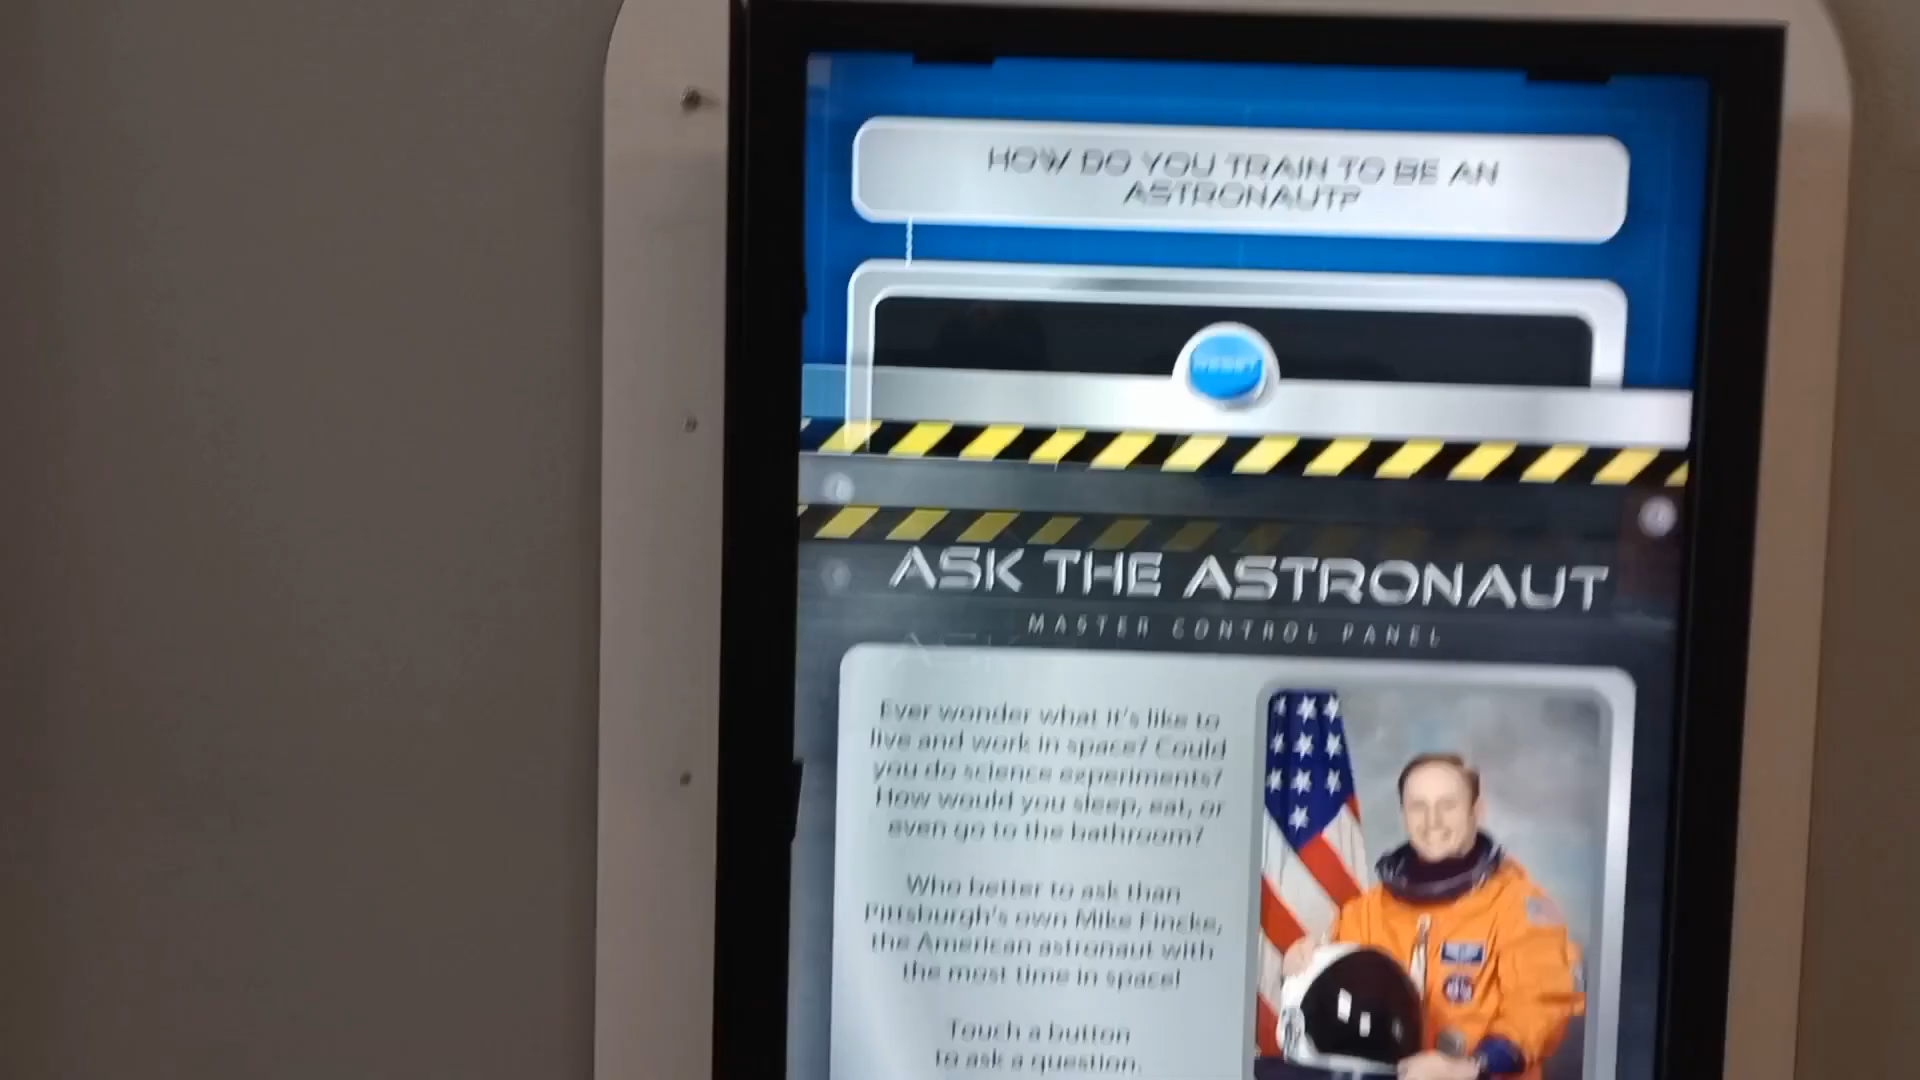 HOW DO YOU TRAIN TO BE AN
ASTRONAUT?
RESET
ASK THE ASTRONAUT
MASTER CONTROL PANEL
Ever wonder what it's like to
live and work in space? Could
you do science experiments?
How would you sleep, eat, or
even go to the bathroom?
Who better to ask than
Pittsburgh's own Mike Fincke,
the American astronaut with
the most time in space!
Touch a button
to ask a question.